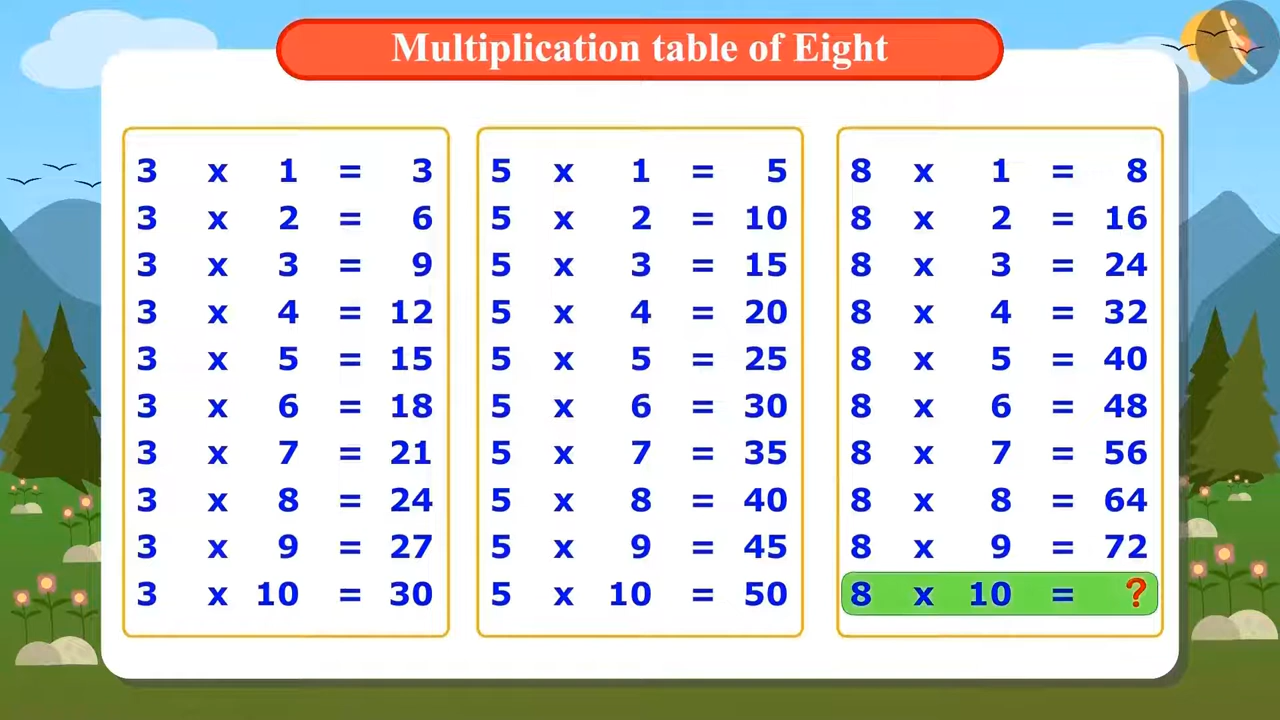 Multiplication table of Eight
3 x 1 = 3
3 x 2 = 6
3 x 3 = 9
3 x 4 = 12
3 x 5 = 15
3 x 6 = 18
3 x 7 = 21
3 x 8 = 24
3 x 9 = 27
3 x 10 = 30
5 x 1 = 5
5 x 2 = 10
5 x 3 = 15
5 x 4 = 20
5 x 5 = 25
5 x 6 = 30
5 x 7 = 35
5 x 8 = 40
5 x 9 = 45
5 x 10 = 50
8 x 1 = 8
8 x 2 = 16
8 x 3 = 24
8 x 4 = 32
8 x 5 = 40
8 x 6 = 48
8 x 7 = 56
8 x 8 = 64
8 x 9 = 72
8 x 10 = ?